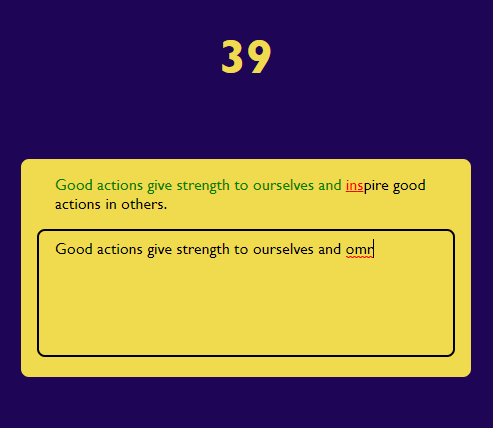 39
Good actions give strength to ourselves and inspire good
actions in others.
Good actions give strength to ourselves and omr